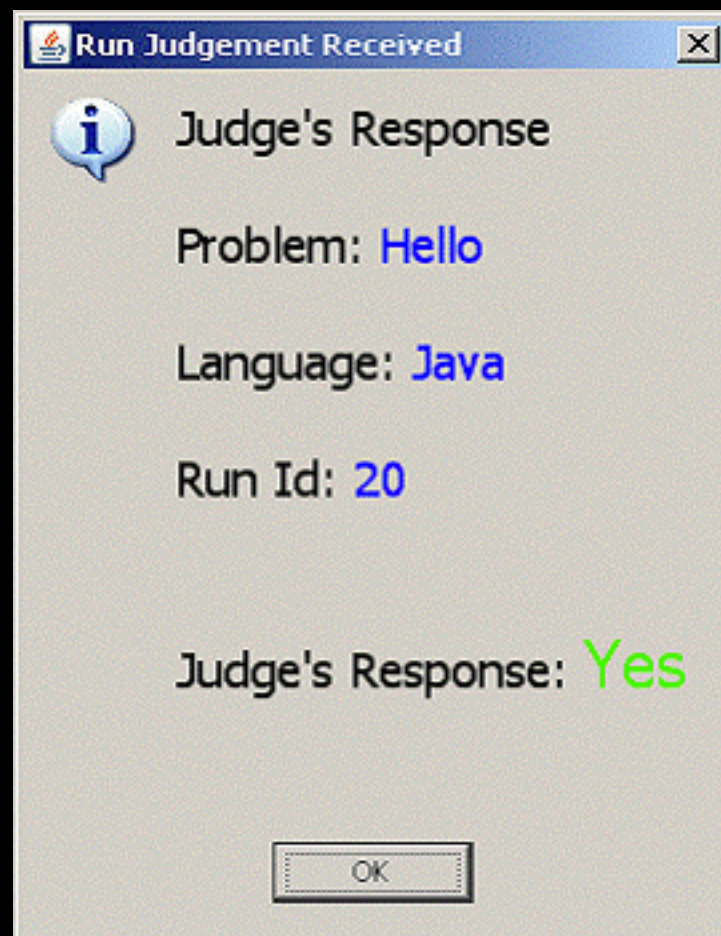 Run Judgement Received
Judge's Response
Problem: Hello
Language: Java
Run Id: 20
Judge's Response: Yes
OK